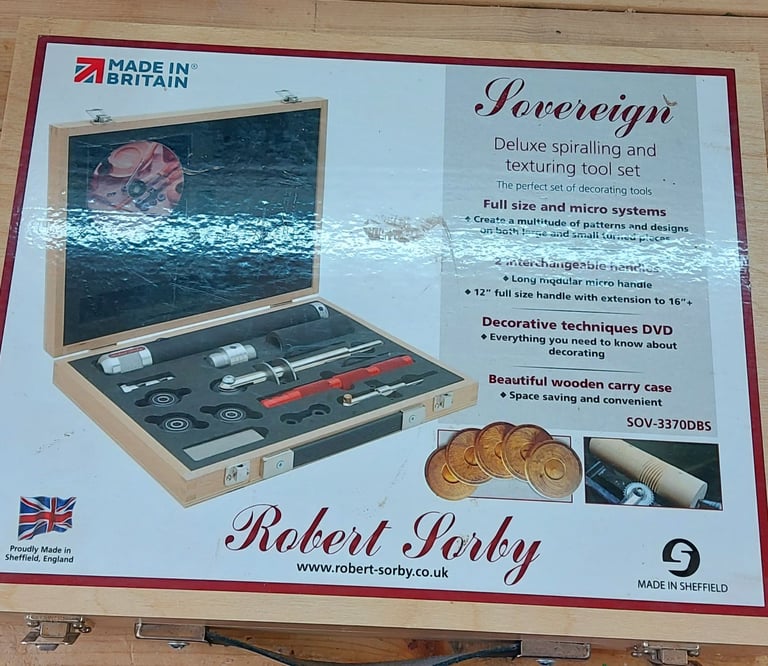 MADE IN®
BRITAIN
Sovereign
Deluxe spiralling and
texturing tool set
The perfect set of decorating tools
Full size and micro systems
Create a multitude of patterns and designs
on both large and small turned pieces
2 interchangeable handles
Long modular micro handle
12" full size handle with extension to 16"+
Decorative techniques DVD
Everything you need to know about
decorating
Beautiful wooden carry case
Space saving and convenient
SOV-3370DBS
Robert Sorby
www.robert-sorby.co.uk
Proudly Made in
Sheffield, England
MADE IN SHEFFIELD